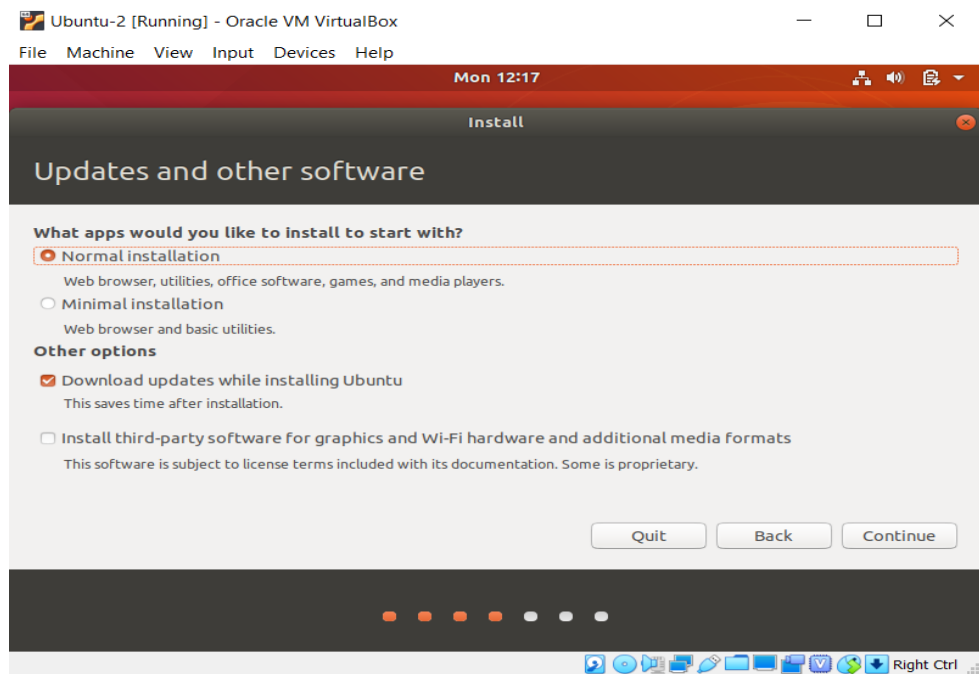 Ubuntu-2 [Running] - Oracle VM VirtualBox
File Machine View Input Devices Help
Mon 12:17
Install
Updates and other software
What apps would you like to install to start with?
Normal installation
Web browser, utilities, office software, games, and media players.
Minimal installation
Web browser and basic utilities.
Other options
Download updates while installing Ubuntu
This saves time after installation.
Install third-party software for graphics and Wi-Fi hardware and additional media formats
This software is subject to license terms included with its documentation. Some is proprietary.
Quit Back Continue
Right Ctrl